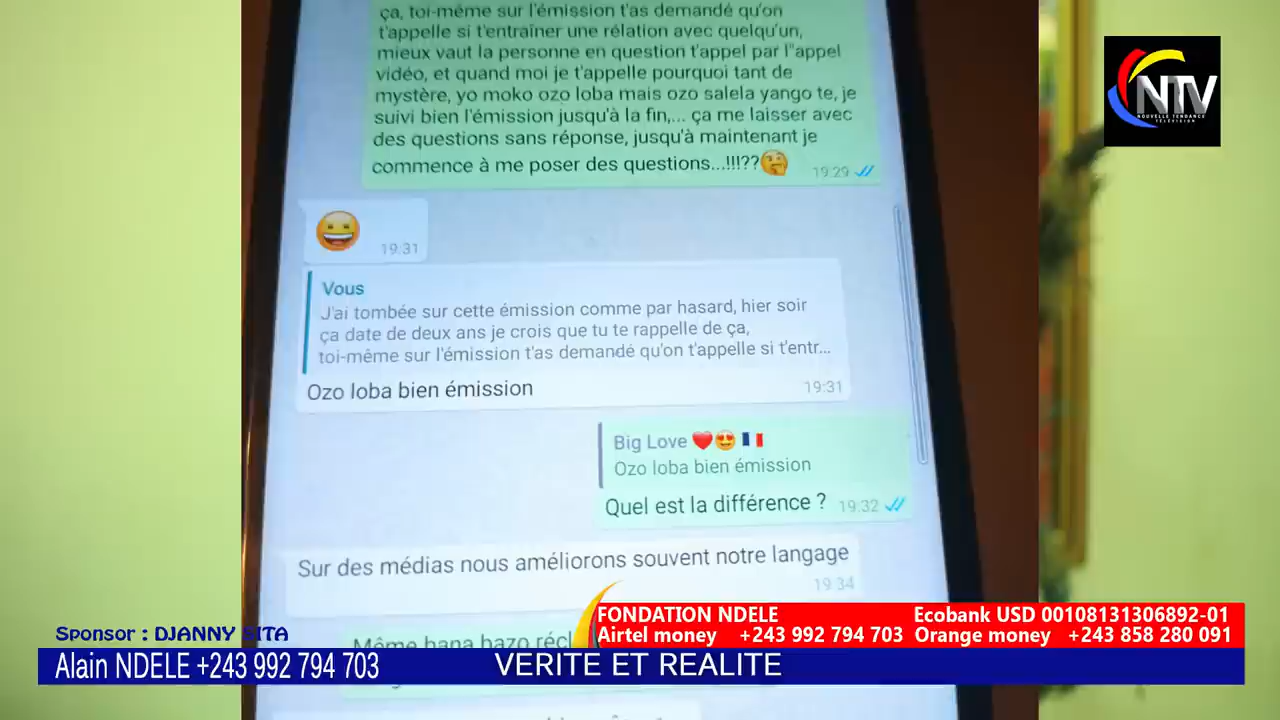 ça, toi-même sur l'émission t'as demandé qu'on
t'appelle si t'entraîner une rélation avec quelqu'un,
mieux vaut la personne en question t'appel par l"appel
vidéo, et quand moi je t'appelle pourquoi tant de
mystère, yo moko ozo loba mais ozo salela yango te, je
suivi bien l'émission jusqu'à la fin,... ça me laisser avec
des questions sans réponse, jusqu'à maintenant je
commence à me poser des questions...!!!??🤔
19:29
😀
19:31
Vous
J'ai tombée sur cette émission comme par hasard, hier soir
ça date de deux ans je crois que tu te rappelle de ça,
toi-même sur l'émission t'as demandé qu'on t'appelle si t'entr...
Ozo loba bien émission
19:31
Big Love ❤️😍🇫🇷
Ozo loba bien émission
Quel est la différence ?
19:32
Sur des médias nous améliorons souvent notre langage
19:34
Même bana bazo récl
NTV
NOUVELLE TENDANCE
TÉLÉVISION
Sponsor : DJANNY SITA
FONDATION NDELE Ecobank USD 00108131306892-01
Airtel money +243 992 794 703 Orange money +243 858 280 091
Alain NDELE +243 992 794 703 VERITE ET REALITE